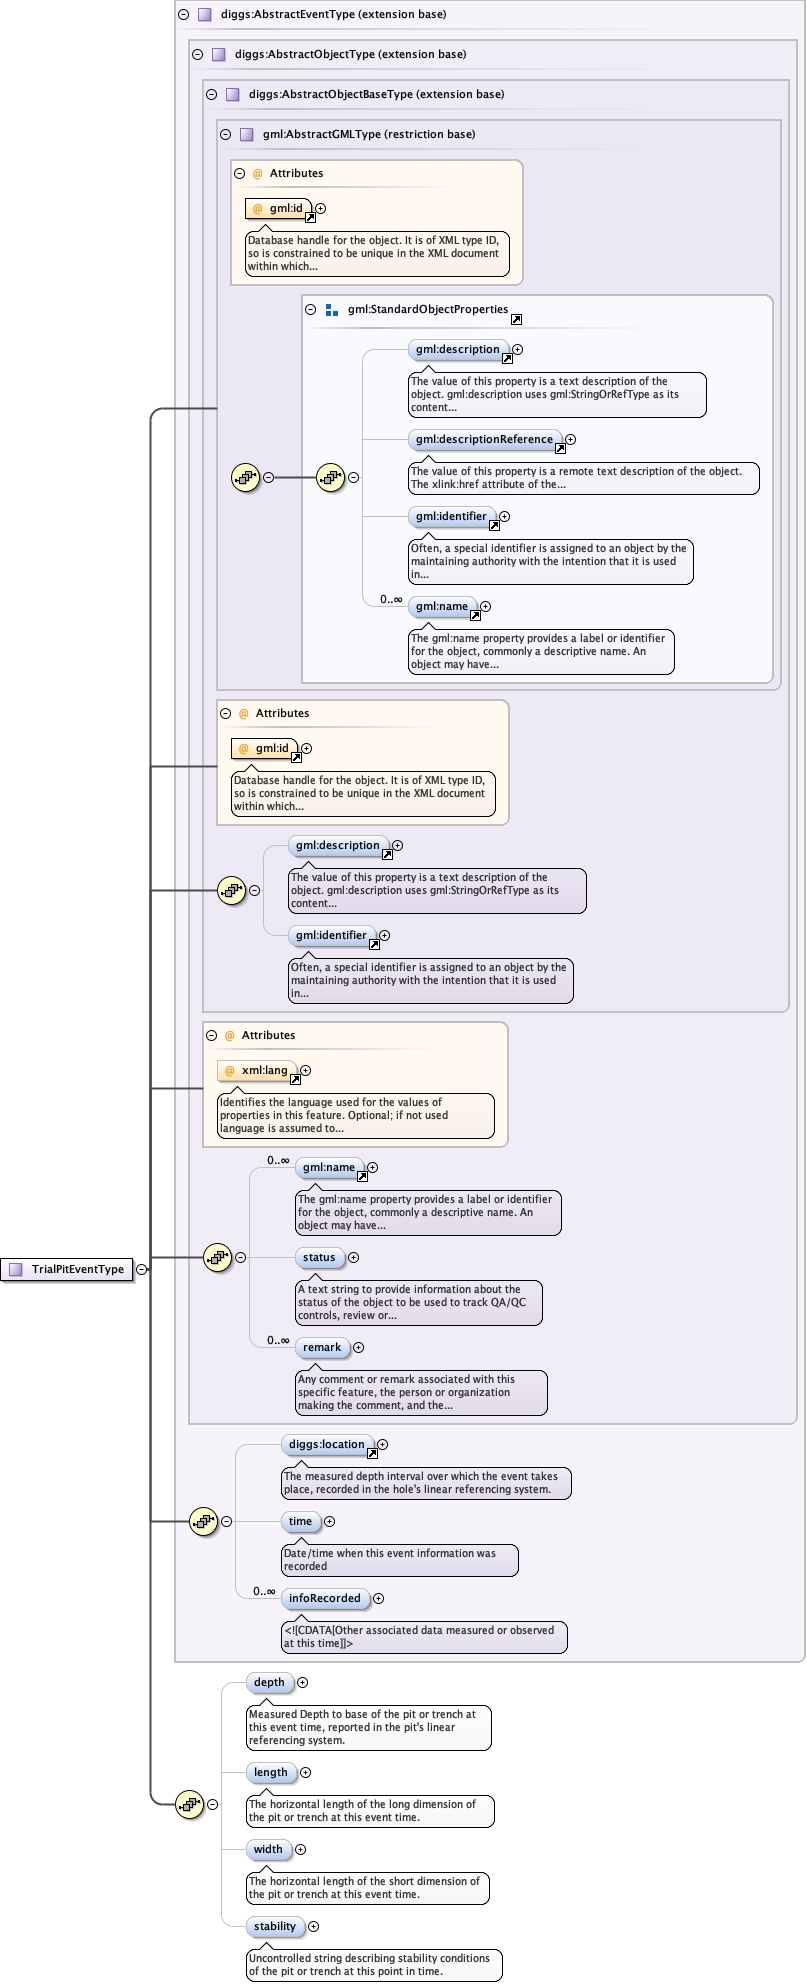 diggs:AbstractEventType (extension base)
diggs:AbstractObjectType (extension base)
diggs:AbstractObjectBaseType (extension base)
gml:AbstractGMLType (restriction base)
@ Attributes
@ gml:id
Database handle for the object. It is of XML type ID,
so is constrained to be unique in the XML document
within which...
gml:StandardObjectProperties
gml:description
The value of this property is a text description of the
object. gml:description uses gml:StringOrRefType as its
content...
gml:descriptionReference
The value of this property is a remote text description of the object.
The xlink:href attribute of the...
gml:identifier
Often, a special identifier is assigned to an object by the
maintaining authority with the intention that it is used
in...
0..∞
gml:name
The gml:name property provides a label or identifier
for the object, commonly a descriptive name. An
object may have...
@ Attributes
@ gml:id
Database handle for the object. It is of XML type ID,
so is constrained to be unique in the XML document
within which...
gml:description
The value of this property is a text description of the
object. gml:description uses gml:StringOrRefType as its
content...
gml:identifier
Often, a special identifier is assigned to an object by the
maintaining authority with the intention that it is used
in...
@ Attributes
@ xml:lang
Identifies the language used for the values of
properties in this feature. Optional; if not used
language is assumed to...
0..∞
gml:name
The gml:name property provides a label or identifier
for the object, commonly a descriptive name. An
object may have...
TrialPitEventType
status
A text string to provide information about the
status of the object to be used to track QA/QC
controls, review or...
0..∞
remark
Any comment or remark associated with this
specific feature, the person or organization
making the comment, and the...
diggs:location
The measured depth interval over which the event takes
place, recorded in the hole's linear referencing system.
time
Date/time when this event information was
recorded
0..∞
infoRecorded
<![CDATA[Other associated data measured or observed
at this time]]>
depth
Measured Depth to base of the pit or trench at
this event time, reported in the pit's linear
referencing system.
length
The horizontal length of the long dimension of
the pit or trench at this event time.
width
The horizontal length of the short dimension of
the pit or trench at this event time.
stability
Uncontrolled string describing stability conditions
of the pit or trench at this point in time.